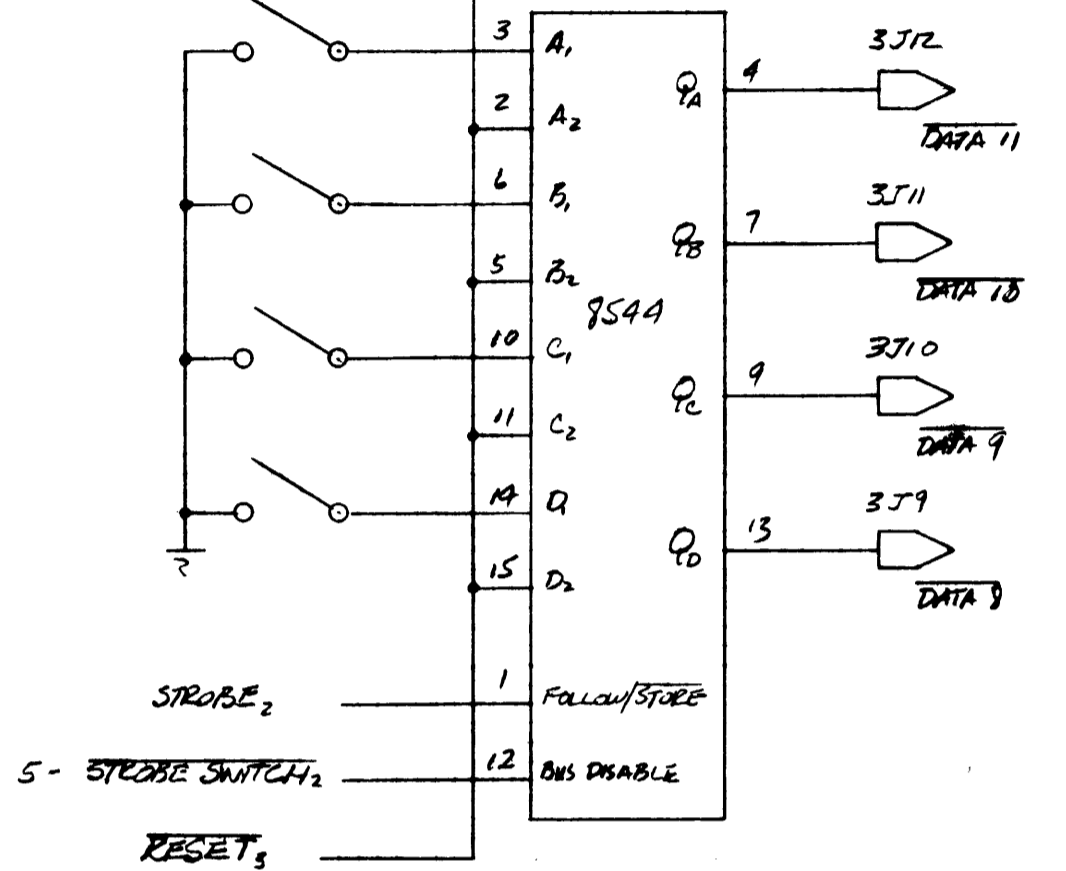 3 A1
2 A2
6 B1
5 B2
10 C1
11 C2
14 D1
15 D2
1 FOLLOW/STORE
12 BUS DISABLE
8544
QA 4 3J12
DATA 11
QB 7 3J11
DATA 10
QC 9 3J10
DATA 9
QD 13 3J9
DATA 8
STROBE2
5 - STROBE SWITCH2